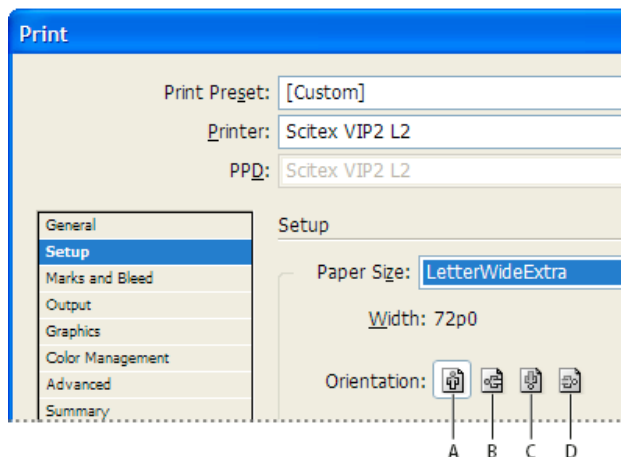 Print
Print Preset: [Custom]
Printer: Scitex VIP2 L2
PPD: Scitex VIP2 L2
General
Setup
Marks and Bleed
Output
Graphics
Color Management
Advanced
Summary
Setup
Paper Size: LetterWideExtra
Width: 72p0
Orientation:
A B C D